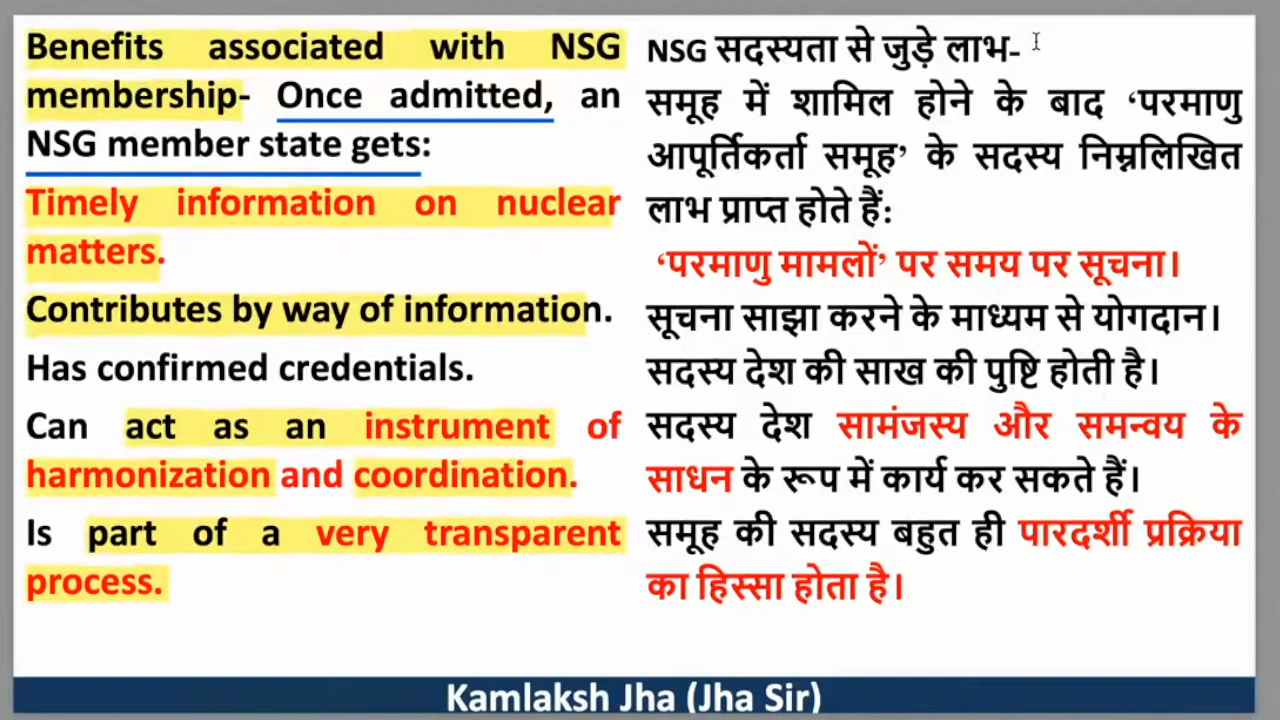 Benefits associated with NSG
membership- Once admitted, an
NSG member state gets:
Timely information on nuclear
matters.
Contributes by way of information.
Has confirmed credentials.
Can act as an instrument of
harmonization and coordination.
Is part of a very transparent
process.
NSG सदस्यता से जुड़े लाभ-
समूह में शामिल होने के बाद ‘परमाणु
आपूर्तिकर्ता समूह’ के सदस्य निम्नलिखित
लाभ प्राप्त होते हैं:
‘परमाणु मामलों’ पर समय पर सूचना।
सूचना साझा करने के माध्यम से योगदान।
सदस्य देश की साख की पुष्टि होती है।
सदस्य देश सामंजस्य और समन्वय के
साधन के रूप में कार्य कर सकते हैं।
समूह की सदस्य बहुत ही पारदर्शी प्रक्रिया
का हिस्सा होता है।
Kamlaksh Jha (Jha Sir)